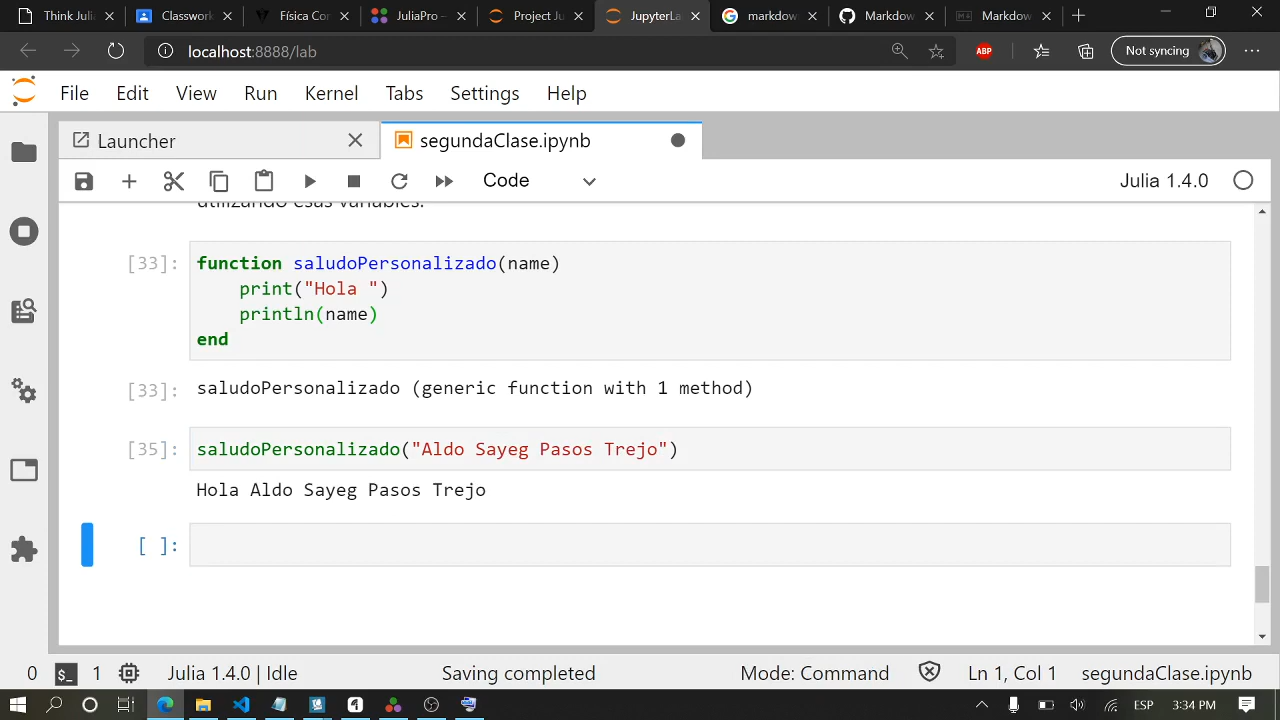 Think Julia
Classwork
Física Con
JuliaPro –
Project Ju
JupyterLa
markdow
Markdow
Markdow
localhost:8888/lab
ABP
Not syncing
File Edit View Run Kernel Tabs Settings Help
Launcher
segundaClase.ipynb
Code
Julia 1.4.0
utilizando esas variables.
[33]: function saludoPersonalizado(name)
print("Hola ")
println(name)
end
[33]: saludoPersonalizado (generic function with 1 method)
[35]: saludoPersonalizado("Aldo Sayeg Pasos Trejo")
Hola Aldo Sayeg Pasos Trejo
[ ]:
0 $_ 1 Julia 1.4.0 | Idle Saving completed Mode: Command Ln 1, Col 1 segundaClase.ipynb
ESP 3:34 PM